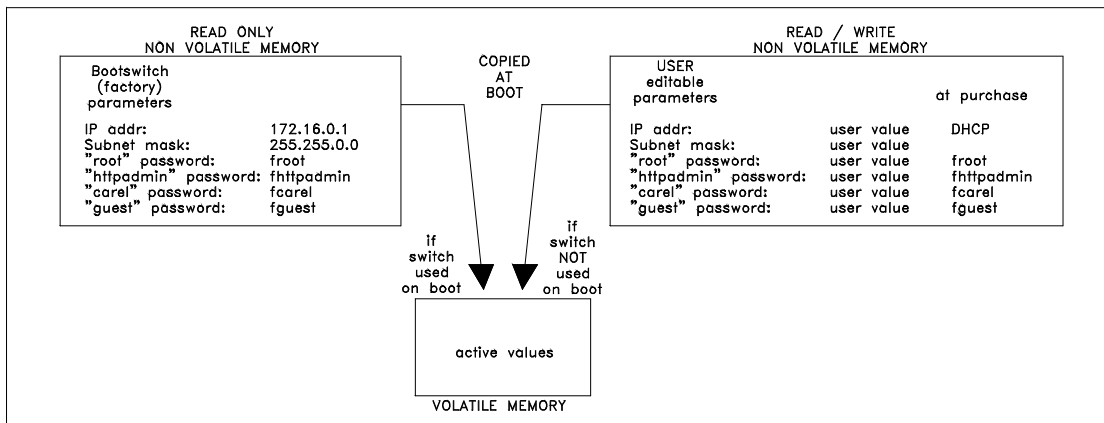 READ ONLY
NON VOLATILE MEMORY
Bootswitch
(factory)
parameters
IP addr: 172.16.0.1
Subnet mask: 255.255.0.0
"root" password: froot
"httpadmin" password: fhttpadmin
"carel" password: fcarel
"guest" password: fguest
COPIED
AT
BOOT
READ / WRITE
NON VOLATILE MEMORY
USER
editable
parameters
at purchase
IP addr: user value DHCP
Subnet mask: user value
"root" password: user value froot
"httpadmin" password: user value fhttpadmin
"carel" password: user value fcarel
"guest" password: user value fguest
if
switch
used
on boot
if
switch
NOT
used
on boot
active values
VOLATILE MEMORY